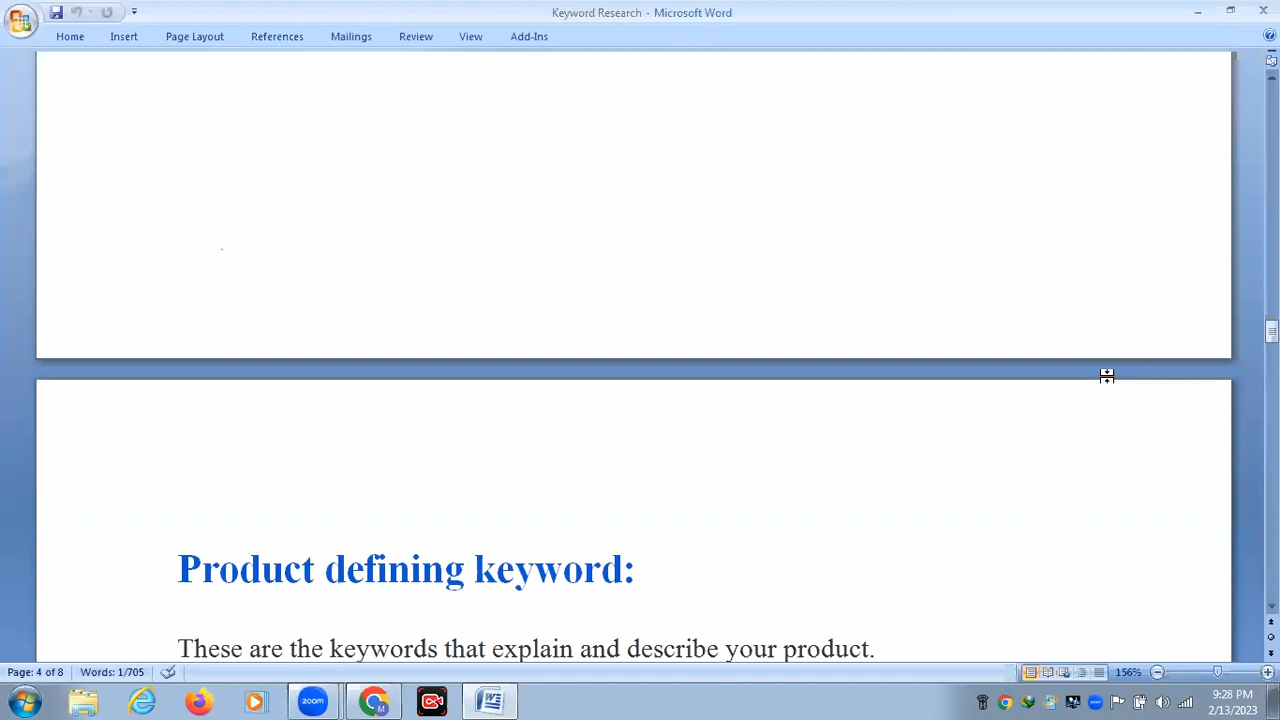 Keyword Research - Microsoft Word
Home Insert Page Layout References Mailings Review View Add-Ins
Product defining keyword:
These are the keywords that explain and describe your product.
Page: 4 of 8 Words: 1/705 156%
zoom M 9:28 PM
2/13/2023